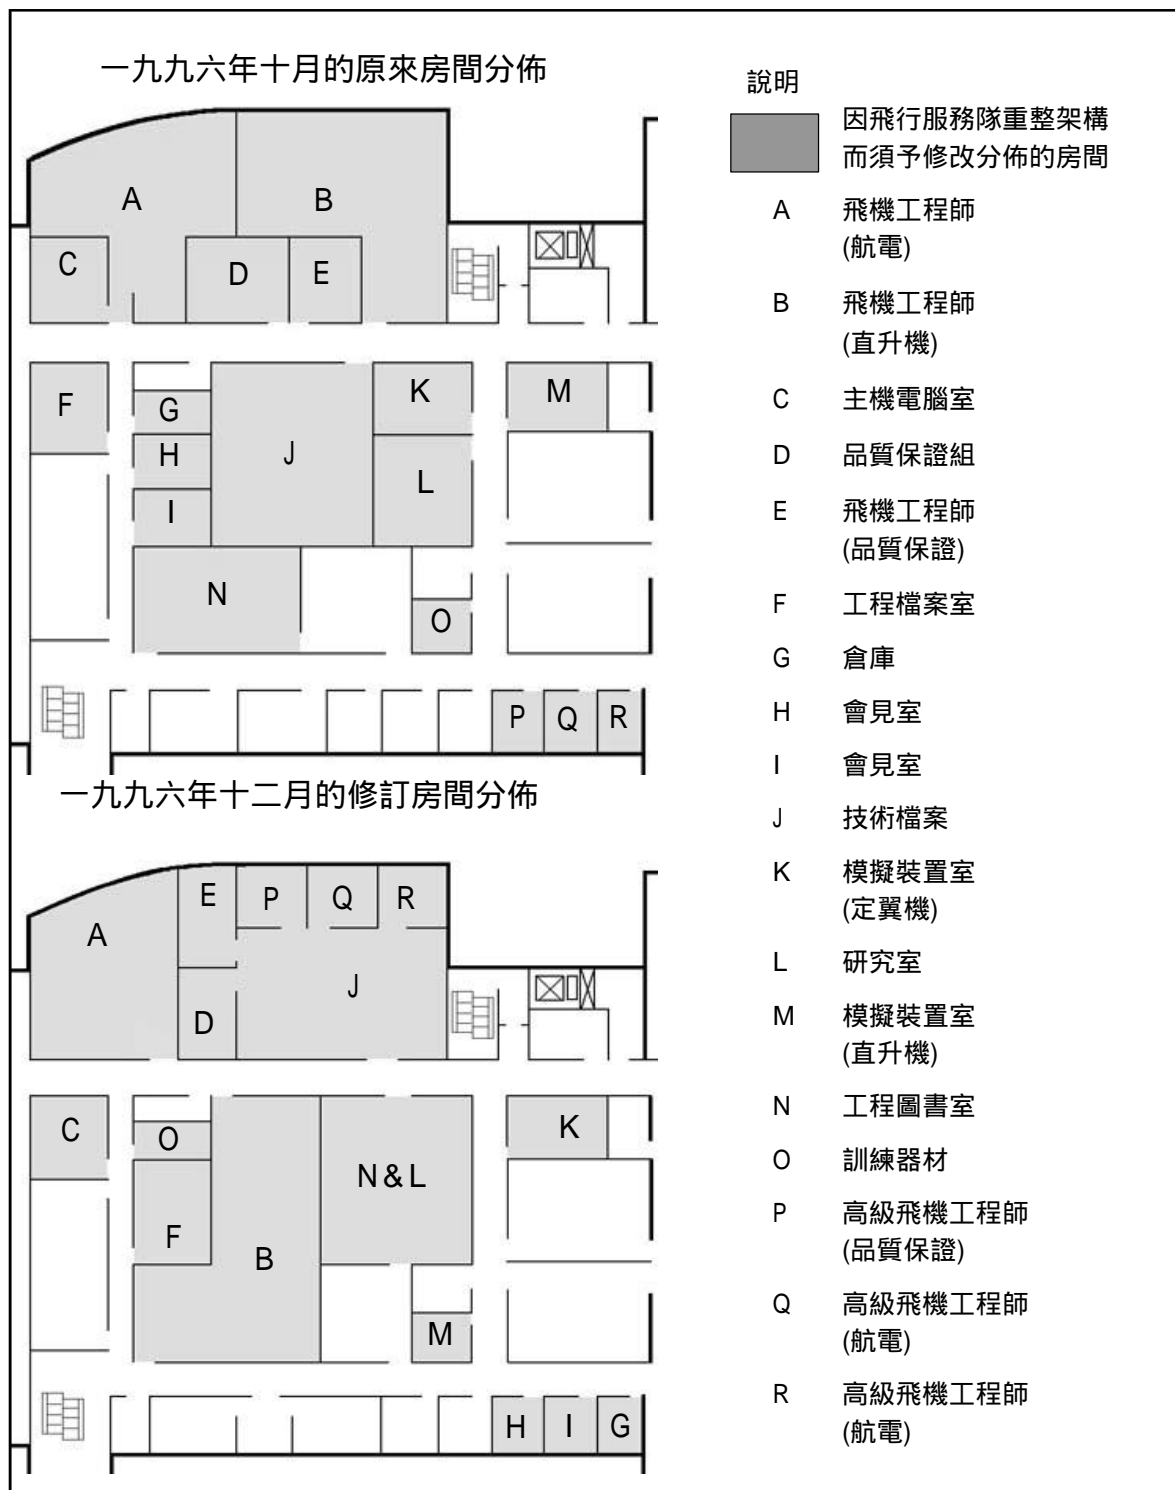 一九九六年十月的原來房間分佈
A
B
C
D
E
F
G
H
I
J
K
L
M
N
O
P
Q
R
一九九六年十二月的修訂房間分佈
A
E
P
Q
R
J
D
C
O
F
B
N & L
K
M
H
I
G
說明
因飛行服務隊重整架構
而須予修改分佈的房間
A 飛機工程師
(航電)
B 飛機工程師
(直升機)
C 主機電腦室
D 品質保證組
E 飛機工程師
(品質保證)
F 工程檔案室
G 倉庫
H 會見室
I 會見室
J 技術檔案
K 模擬裝置室
(定翼機)
L 研究室
M 模擬裝置室
(直升機)
N 工程圖書室
O 訓練器材
P 高級飛機工程師
(品質保證)
Q 高級飛機工程師
(航電)
R 高級飛機工程師
(航電)